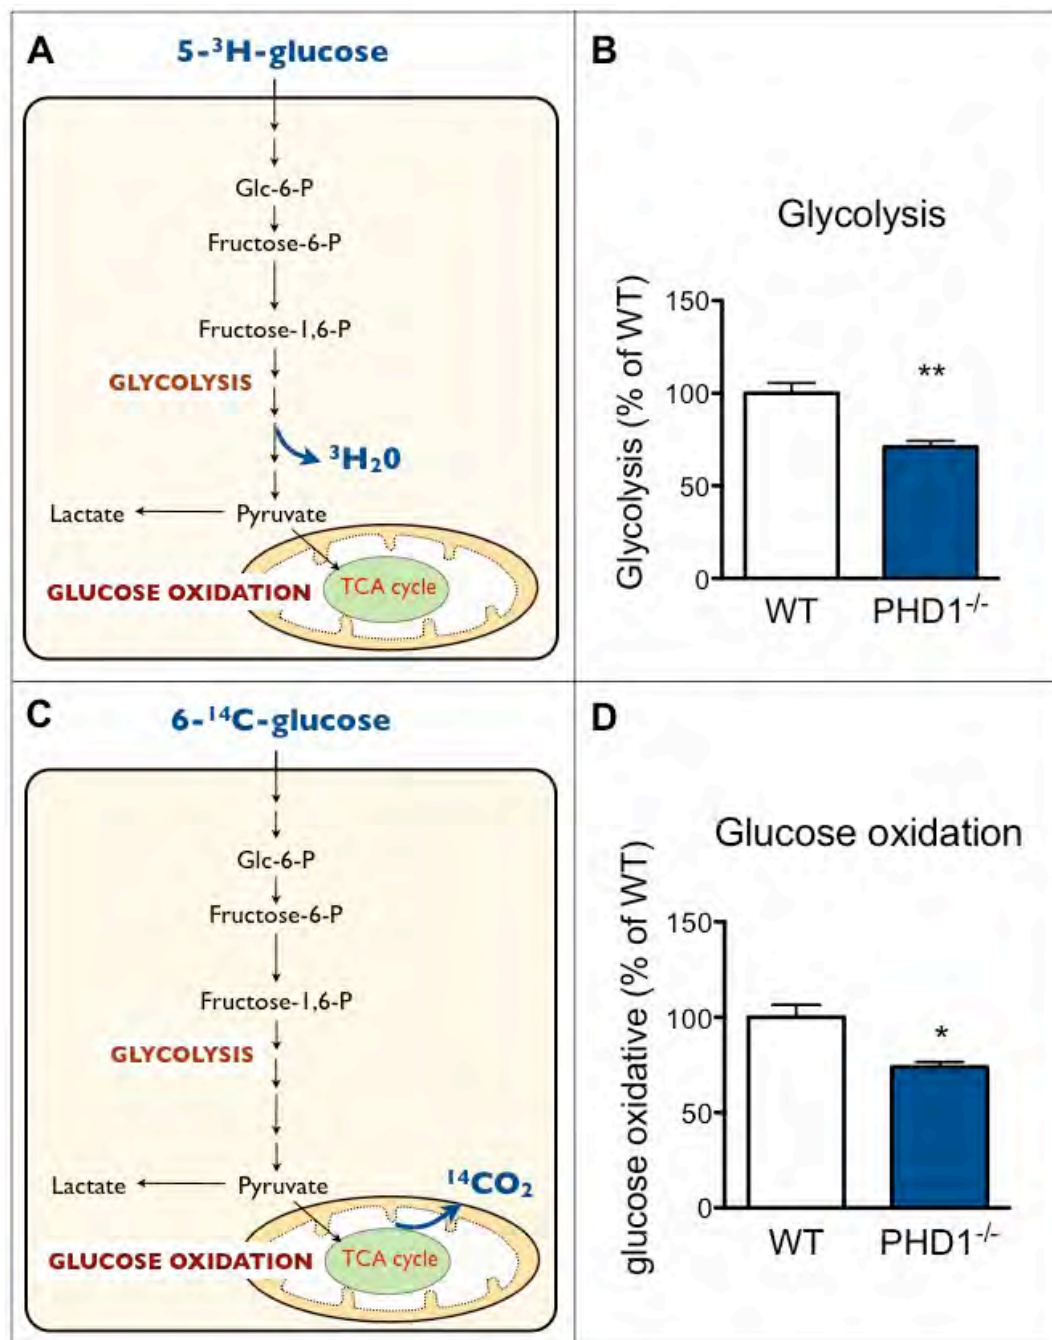 A
5-³H-glucose
Glc-6-P
Fructose-6-P
Fructose-1,6-P
GLYCOLYSIS
³H₂0
Lactate
Pyruvate
GLUCOSE OXIDATION
TCA cycle
B
Glycolysis
Glycolysis (% of WT)
150
100
50
0
**
WT
PHD1⁻/⁻
C
6-¹⁴C-glucose
Glc-6-P
Fructose-6-P
Fructose-1,6-P
GLYCOLYSIS
Lactate
Pyruvate
¹⁴CO₂
GLUCOSE OXIDATION
TCA cycle
D
Glucose oxidation
glucose oxidative (% of WT)
150
100
50
0
*
WT
PHD1⁻/⁻